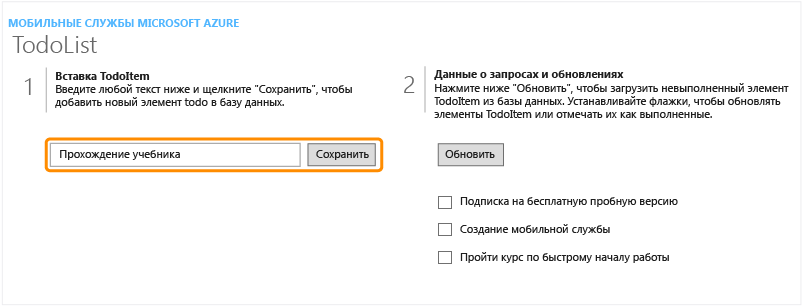 МОБИЛЬНЫЕ СЛУЖБЫ MICROSOFT AZURE
TodoList
1
Вставка TodoItem
Введите любой текст ниже и щелкните "Сохранить", чтобы
добавить новый элемент todo в базу данных.
Прохождение учебника
Сохранить
2
Данные о запросах и обновлениях
Нажмите ниже "Обновить", чтобы загрузить невыполненный элемент
TodoItem из базы данных. Устанавливайте флажки, чтобы обновлять
элементы TodoItem или отмечать их как выполненные.
Обновить
Подписка на бесплатную пробную версию
Создание мобильной службы
Пройти курс по быстрому началу работы